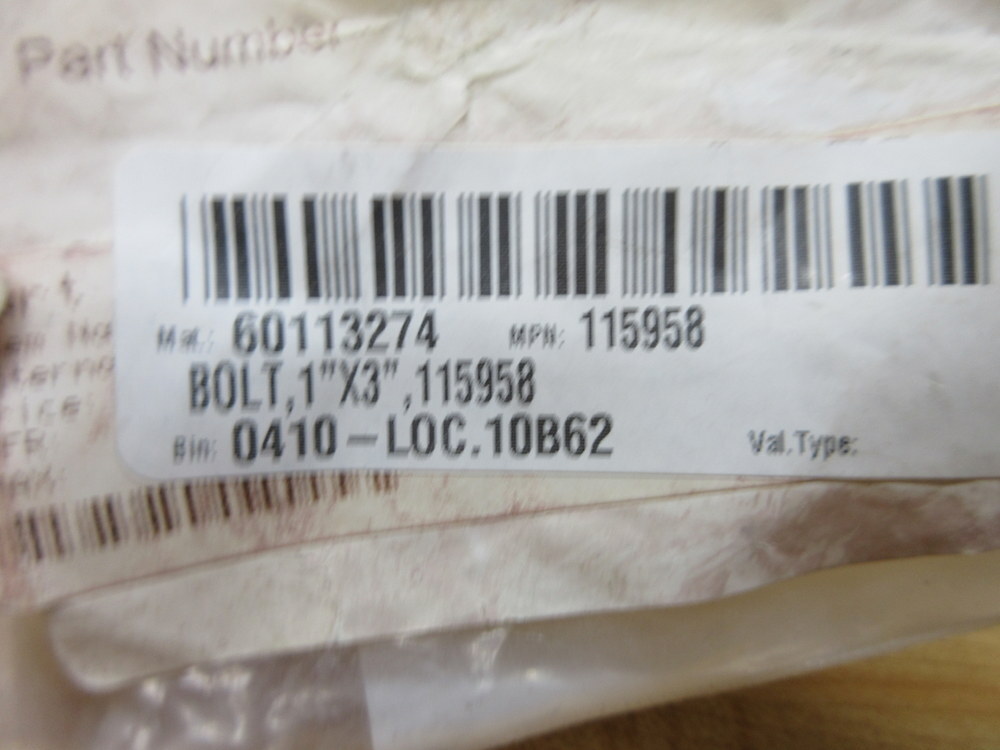 Part Number
Mat.: 60113274 MPN: 115958
BOLT,1"X3",115958
Bin: 0410-LOC.10B62 Val.Type: